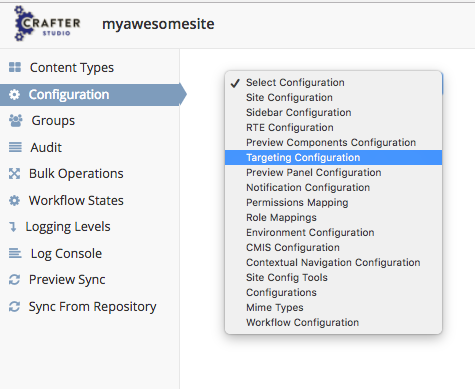 CRAFTER
STUDIO
myawesomesite
Content Types
Configuration
Groups
Audit
Bulk Operations
Workflow States
Logging Levels
Log Console
Preview Sync
Sync From Repository
Select Configuration
Site Configuration
Sidebar Configuration
RTE Configuration
Preview Components Configuration
Targeting Configuration
Preview Panel Configuration
Notification Configuration
Permissions Mapping
Role Mappings
Environment Configuration
CMIS Configuration
Contextual Navigation Configuration
Site Config Tools
Configurations
Mime Types
Workflow Configuration